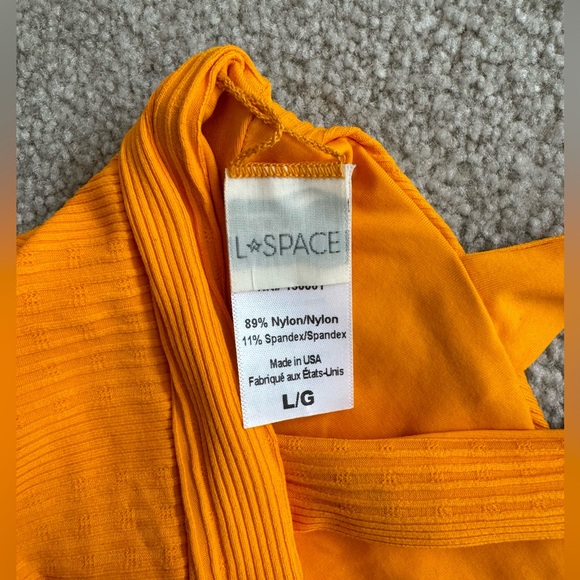 L☆SPACE
89% Nylon/Nylon
11% Spandex/Spandex
Made in USA
Fabriqué aux États-Unis
L/G